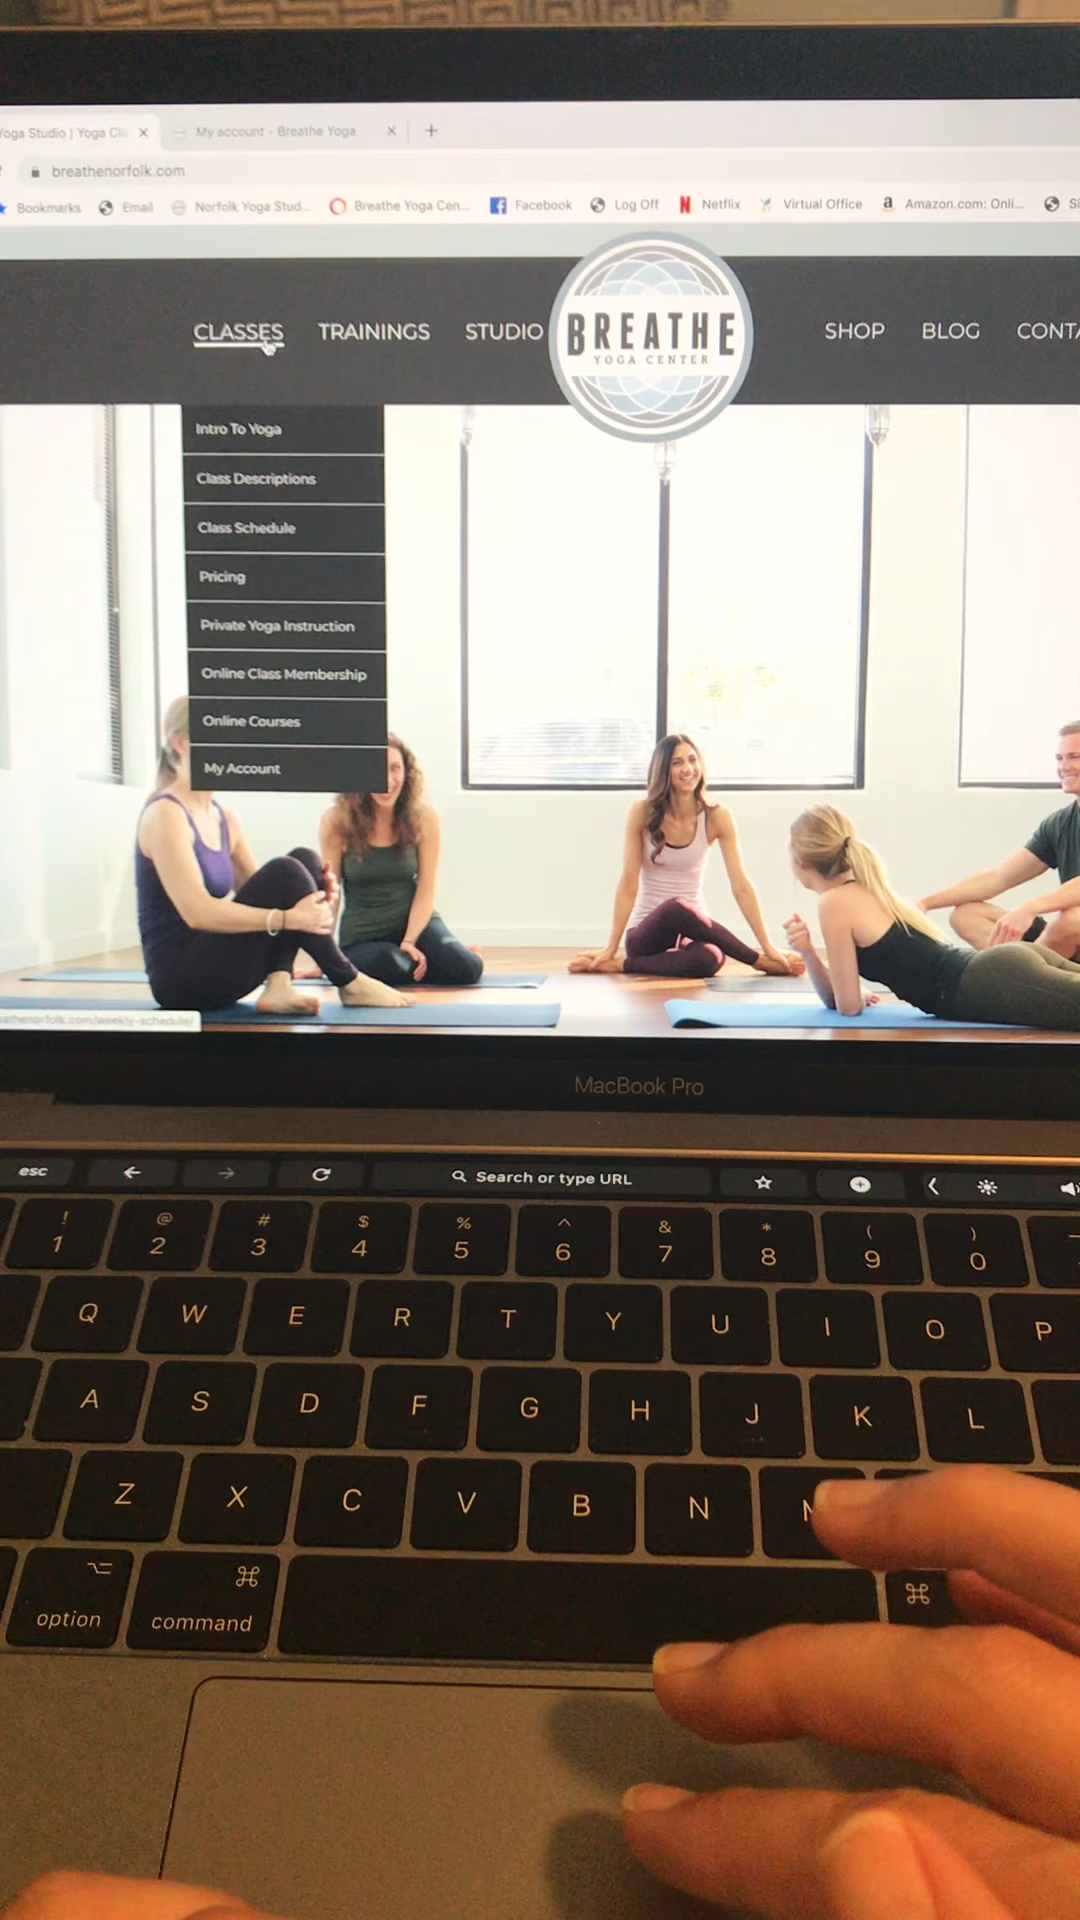 Yoga Studio | Yoga Cla
My account - Breathe Yoga
breathenorfolk.com
Bookmarks Email Norfolk Yoga Stud... Breathe Yoga Cen... Facebook Log Off Netflix Virtual Office Amazon.com: Onli... Si
CLASSES TRAININGS STUDIO BREATHE SHOP BLOG CONTA
YOGA CENTER
Intro To Yoga
Class Descriptions
Class Schedule
Pricing
Private Yoga Instruction
Online Class Membership
Online Courses
My Account
eathenorfolk.com/weekly-schedule/
MacBook Pro
esc Search or type URL
! @ # $ % ^ & * ( )
1 2 3 4 5 6 7 8 9 0
Q W E R T Y U I O P
A S D F G H J K L
Z X C V B N M
option command